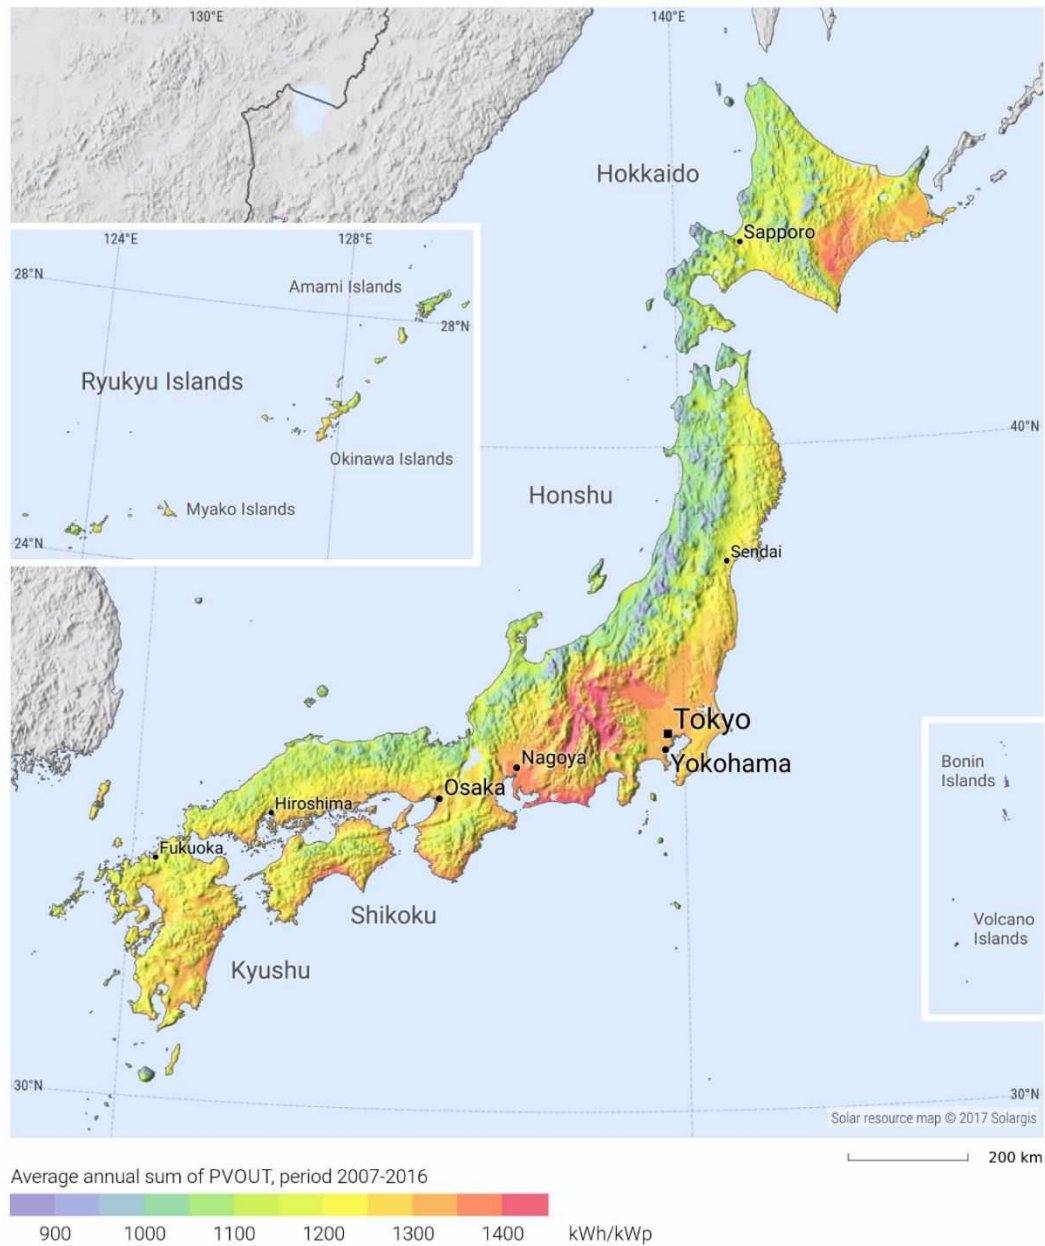 130°E
140°E
Hokkaido
Sapporo
124°E
128°E
28°N
Amami Islands
28°N
Ryukyu Islands
40°N
Okinawa Islands
Honshu
Myako Islands
24°N
Sendai
Tokyo
Nagoya
Yokohama
Bonin
Islands
Osaka
Hiroshima
Fukuoka
Shikoku
Volcano
Islands
Kyushu
30°N
30°N
Solar resource map © 2017 Solargis
200 km
Average annual sum of PVOUT, period 2007-2016
900 1000 1100 1200 1300 1400 kWh/kWp